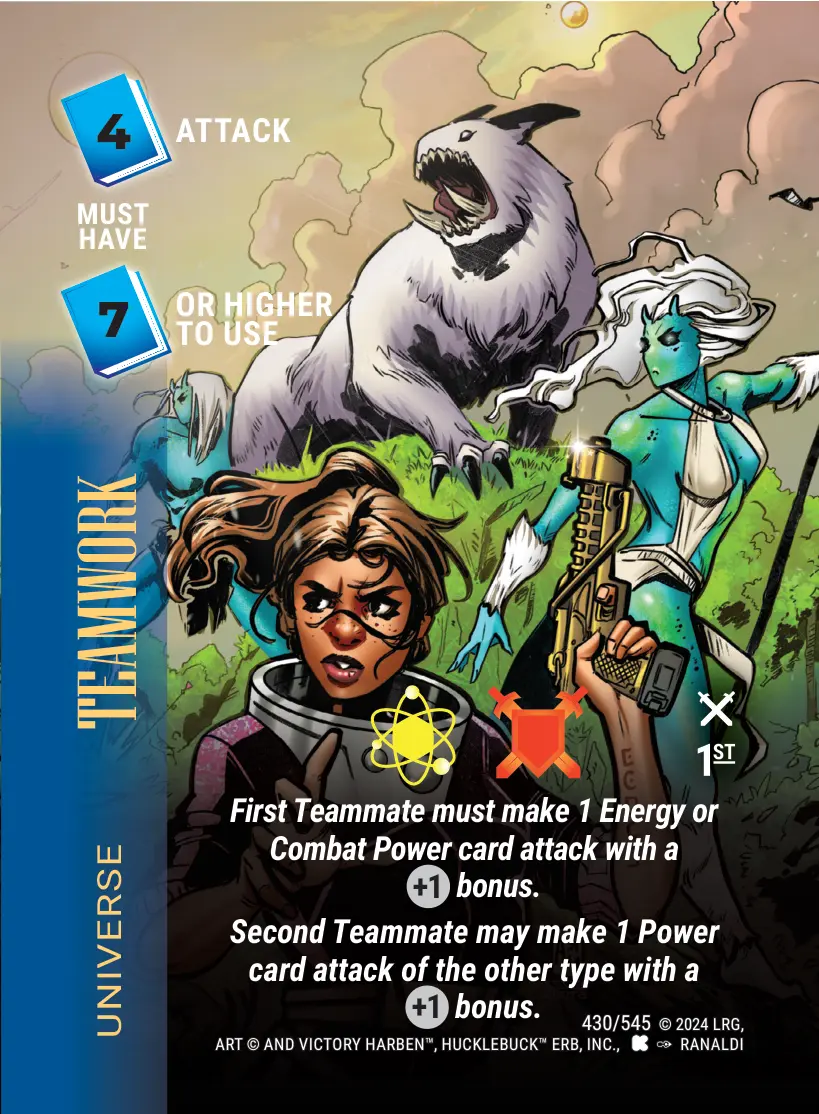 4 ATTACK
MUST
HAVE
7 OR HIGHER
TO USE
TEAMWORK
UNIVERSE
1ST
First Teammate must make 1 Energy or
Combat Power card attack with a
+1 bonus.
Second Teammate may make 1 Power
card attack of the other type with a
+1 bonus.
430/545 © 2024 LRG,
ART © AND VICTORY HARBEN™, HUCKLEBUCK™ ERB, INC., RANALDI